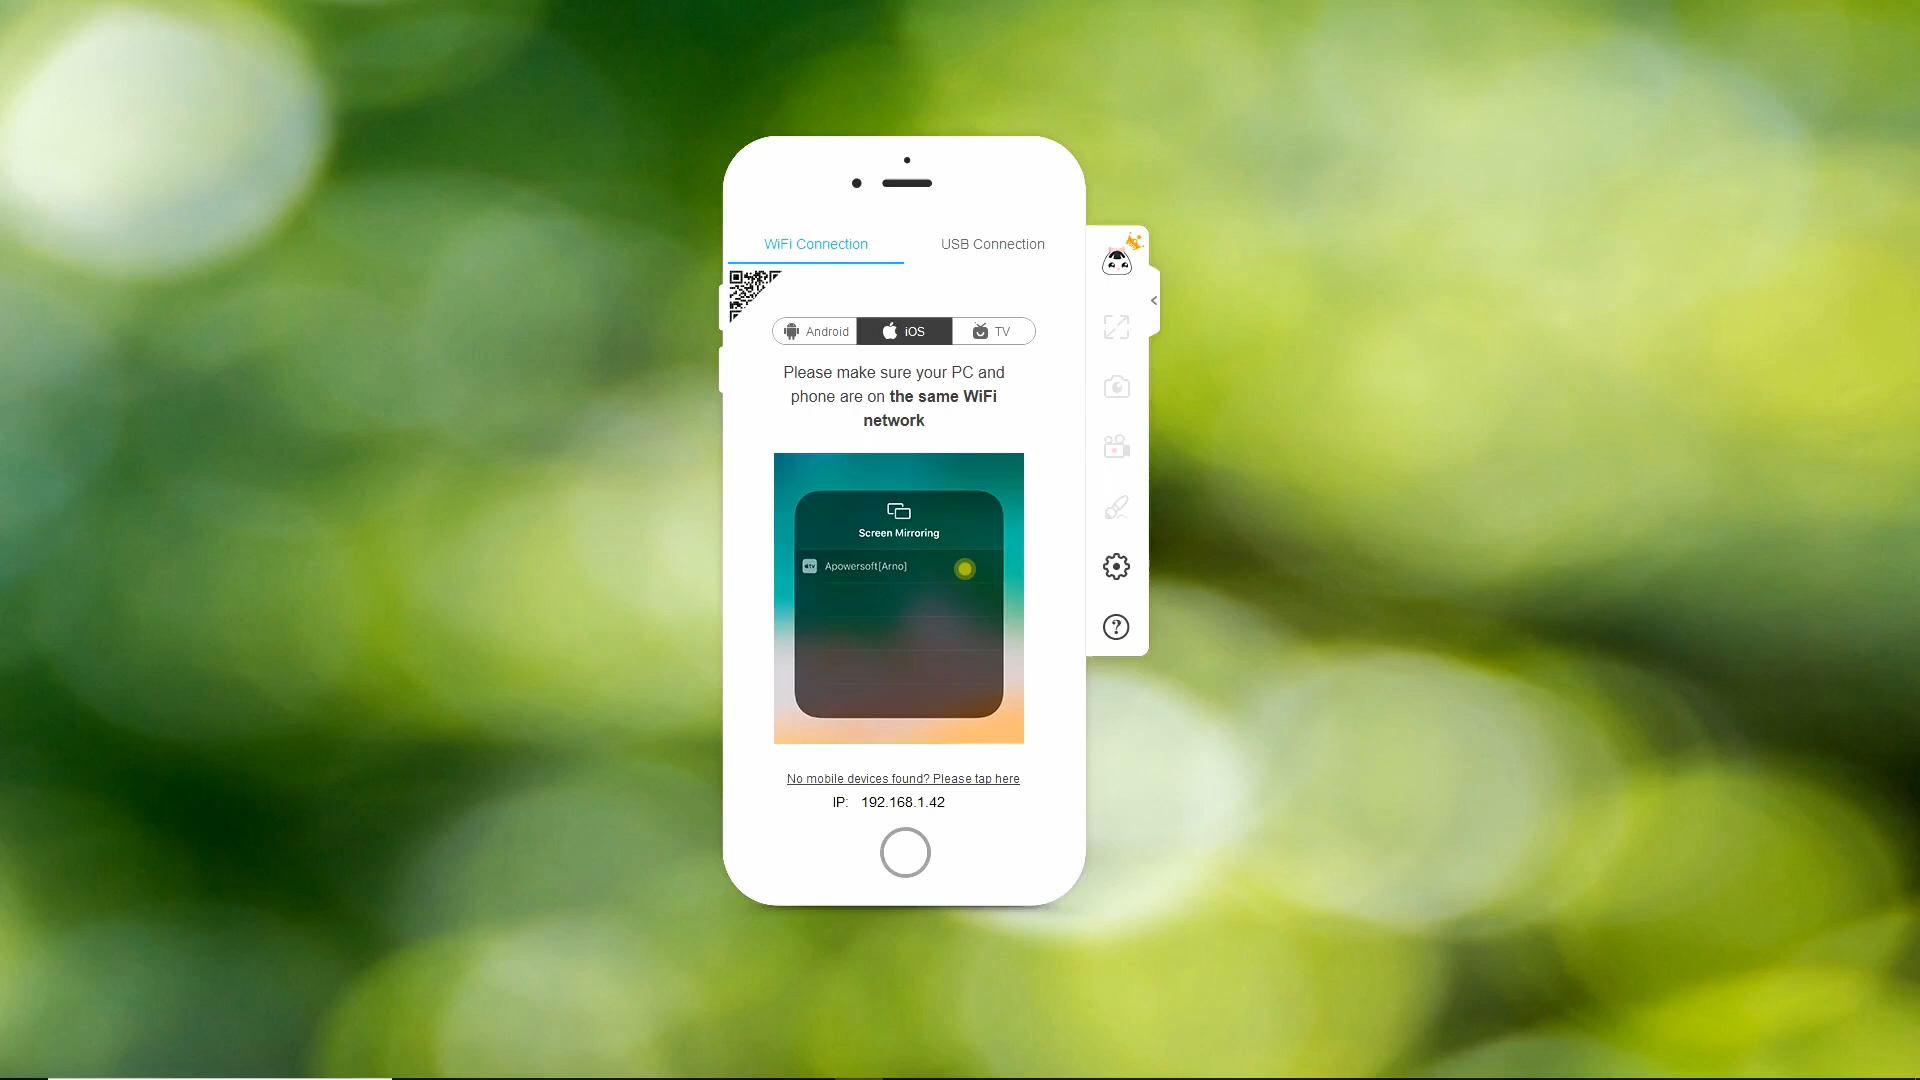 WiFi Connection
USB Connection
Android
iOS
TV
Please make sure your PC and
phone are on the same WiFi
network
Screen Mirroring
tv
Apowersoft[Arno]
No mobile devices found? Please tap here
IP: 192.168.1.42
?